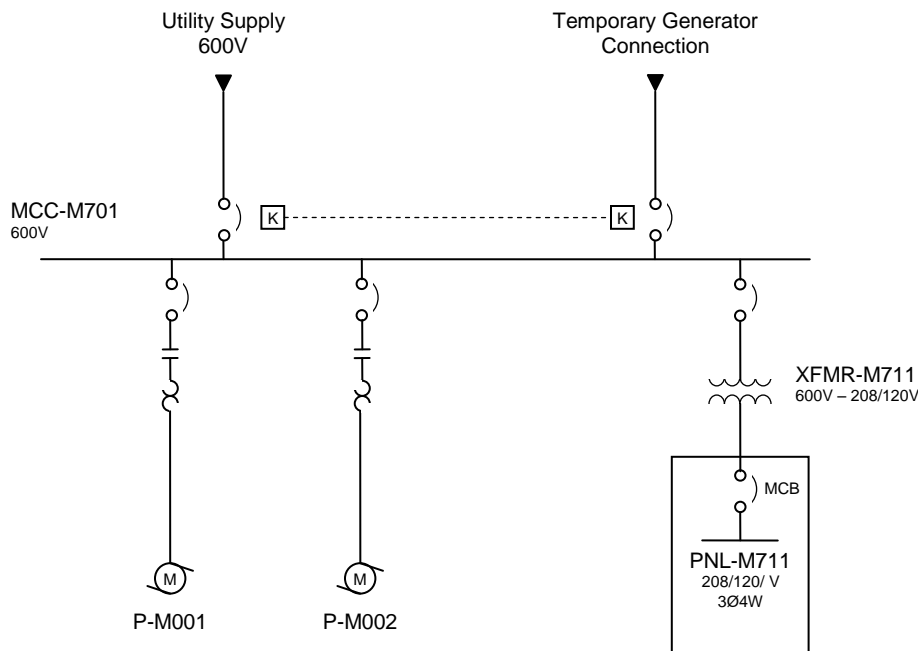 Utility Supply
600V
Temporary Generator
Connection
MCC-M701
600V
K
K
XFMR-M711
600V – 208/120V
MCB
PNL-M711
208/120/ V
3Ø4W
M
M
P-M001
P-M002